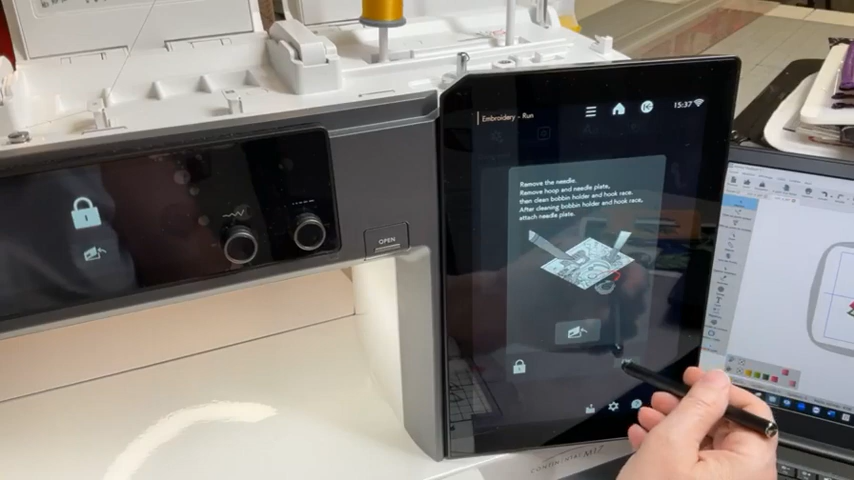 Embroidery - Run
15:37
Remove the needle.
Remove hoop and needle plate,
then clean bobbin holder and hook race.
After cleaning bobbin holder and hook race,
attach needle plate.
OPEN